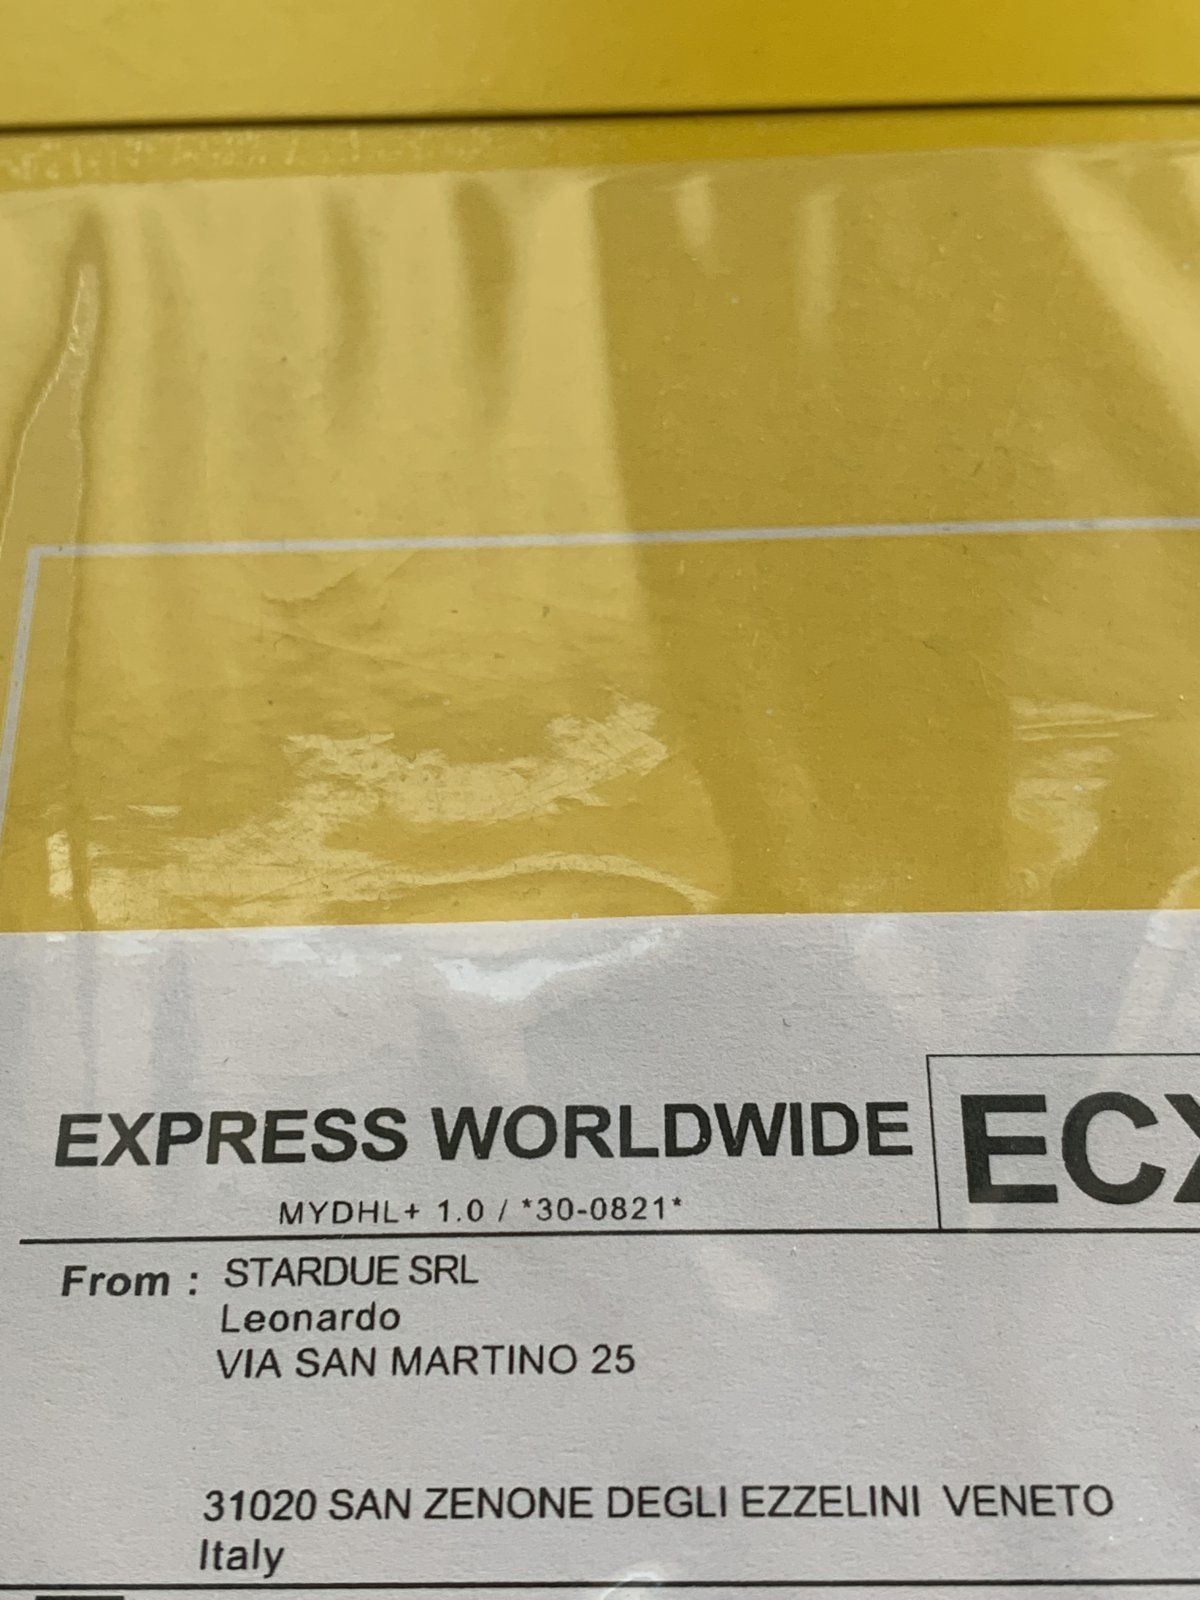 EXPRESS WORLDWIDE
ECX
MYDHL+ 1.0 / *30-0821*
From : STARDUE SRL
Leonardo
VIA SAN MARTINO 25
31020 SAN ZENONE DEGLI EZZELINI VENETO
Italy